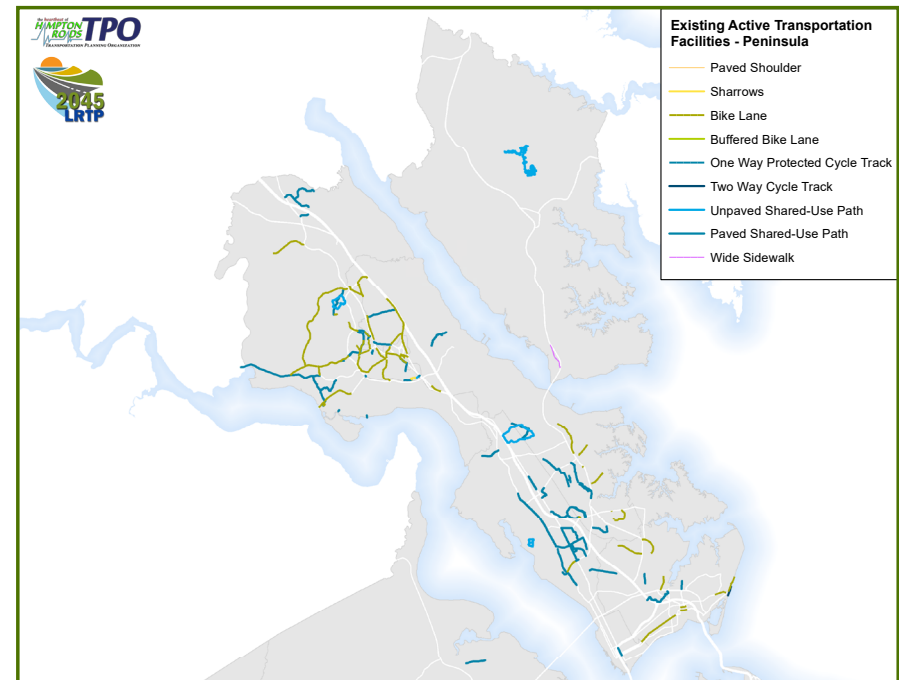 the heartbeat of
HAMPTON
ROADS TPO
TRANSPORTATION PLANNING ORGANIZATION
2045
LRTP
Existing Active Transportation
Facilities - Peninsula
Paved Shoulder
Sharrows
Bike Lane
Buffered Bike Lane
One Way Protected Cycle Track
Two Way Cycle Track
Unpaved Shared-Use Path
Paved Shared-Use Path
Wide Sidewalk